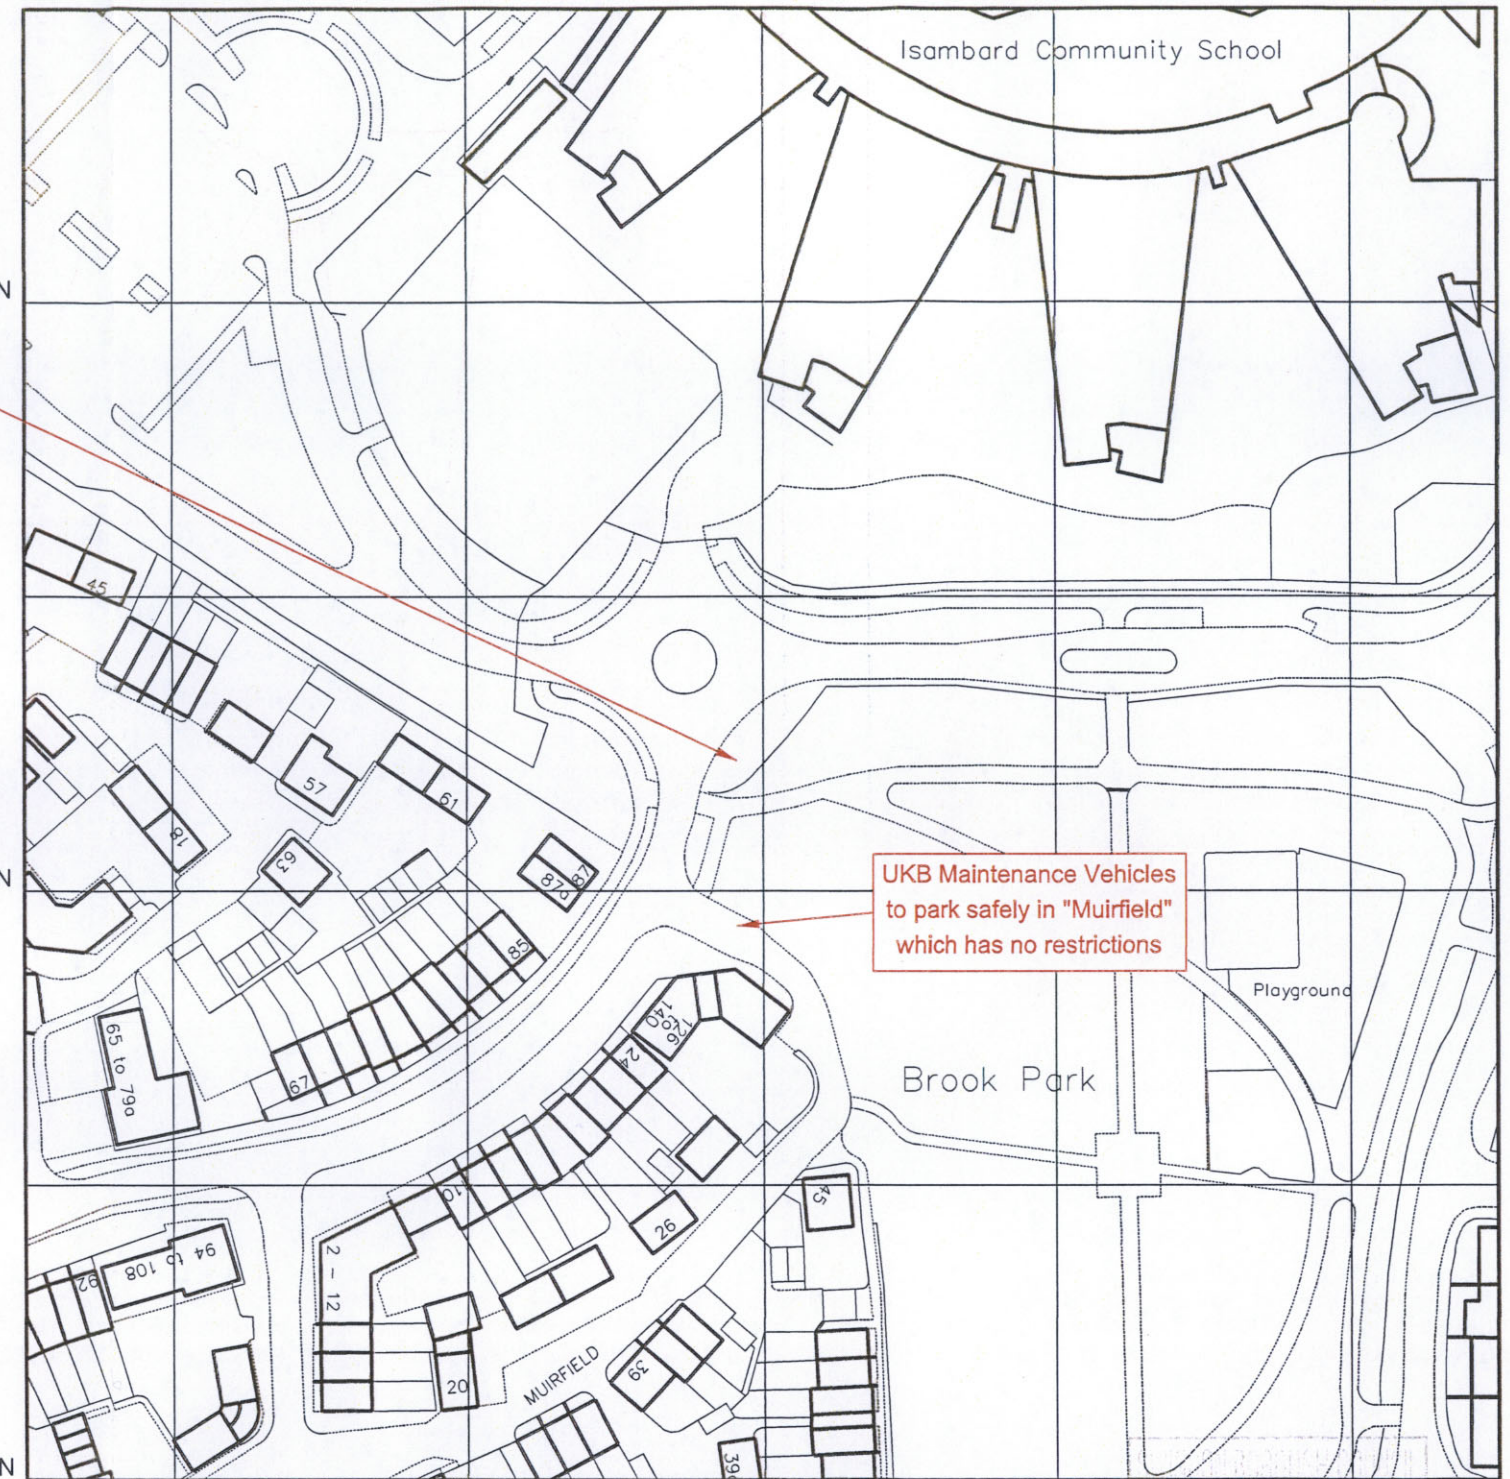 Isambard Community School
N
45
57
61
18
63
87a
87
N
UKB Maintenance Vehicles
to park safely in "Muirfield"
which has no restrictions
85
Playground
140
to
126
24
67
65 to 79a
Brook Park
10
45
26
94 to 108
92
2 - 12
39
20
MUIRFIELD
N